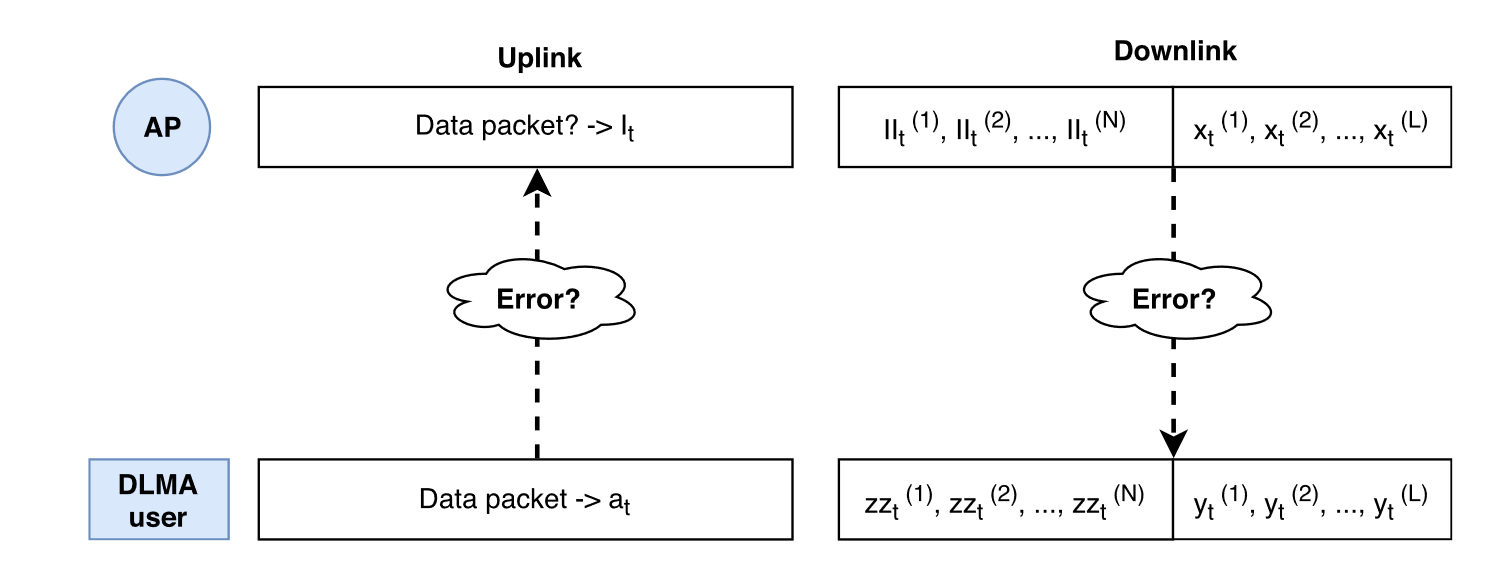 Uplink
Downlink
AP
Data packet? -> I_t
II_t^(1), II_t^(2), ..., II_t^(N)
x_t^(1), x_t^(2), ..., x_t^(L)
Error?
Error?
DLMA
user
Data packet -> a_t
zz_t^(1), zz_t^(2), ..., zz_t^(N)
y_t^(1), y_t^(2), ..., y_t^(L)